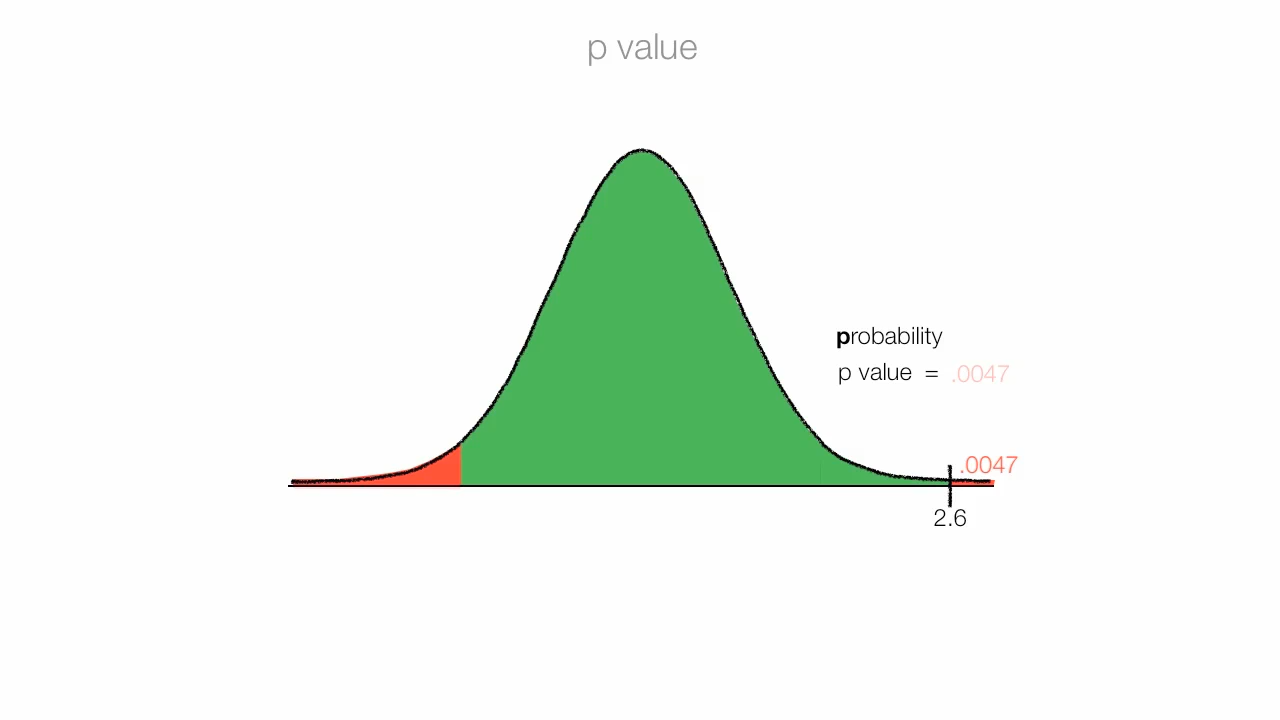 p value
probability
p value = .0047
.0047
2.6